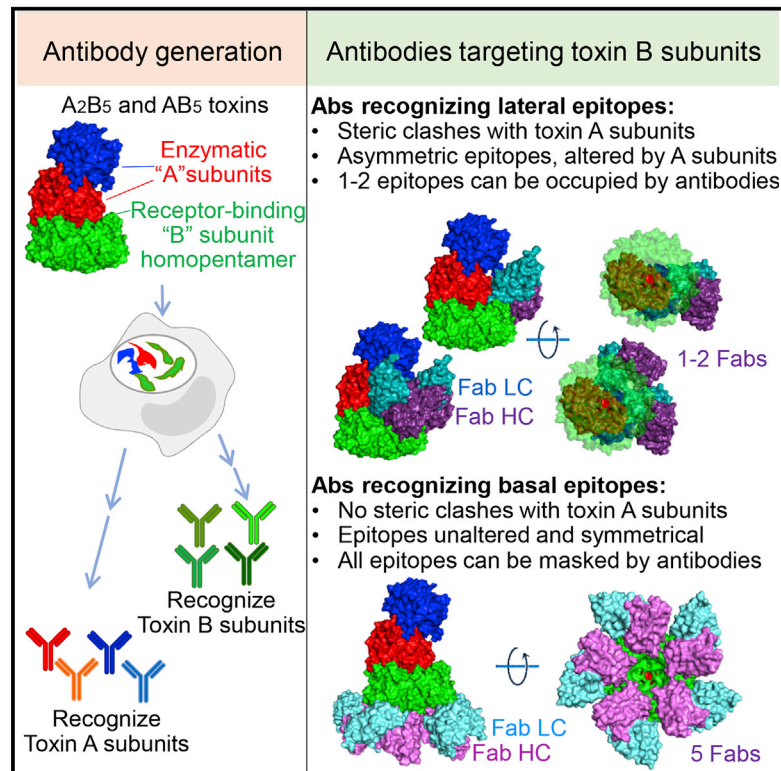 Antibody generation
A₂B₅ and AB₅ toxins
Enzymatic
“A”subunits
Receptor-binding
“B” subunit
homopentamer
Recognize
Toxin B subunits
Recognize
Toxin A subunits
Antibodies targeting toxin B subunits
Abs recognizing lateral epitopes:
• Steric clashes with toxin A subunits
• Asymmetric epitopes, altered by A subunits
• 1-2 epitopes can be occupied by antibodies
Fab LC
Fab HC
1-2 Fabs
Abs recognizing basal epitopes:
• No steric clashes with toxin A subunits
• Epitopes unaltered and symmetrical
• All epitopes can be masked by antibodies
Fab LC
Fab HC
5 Fabs